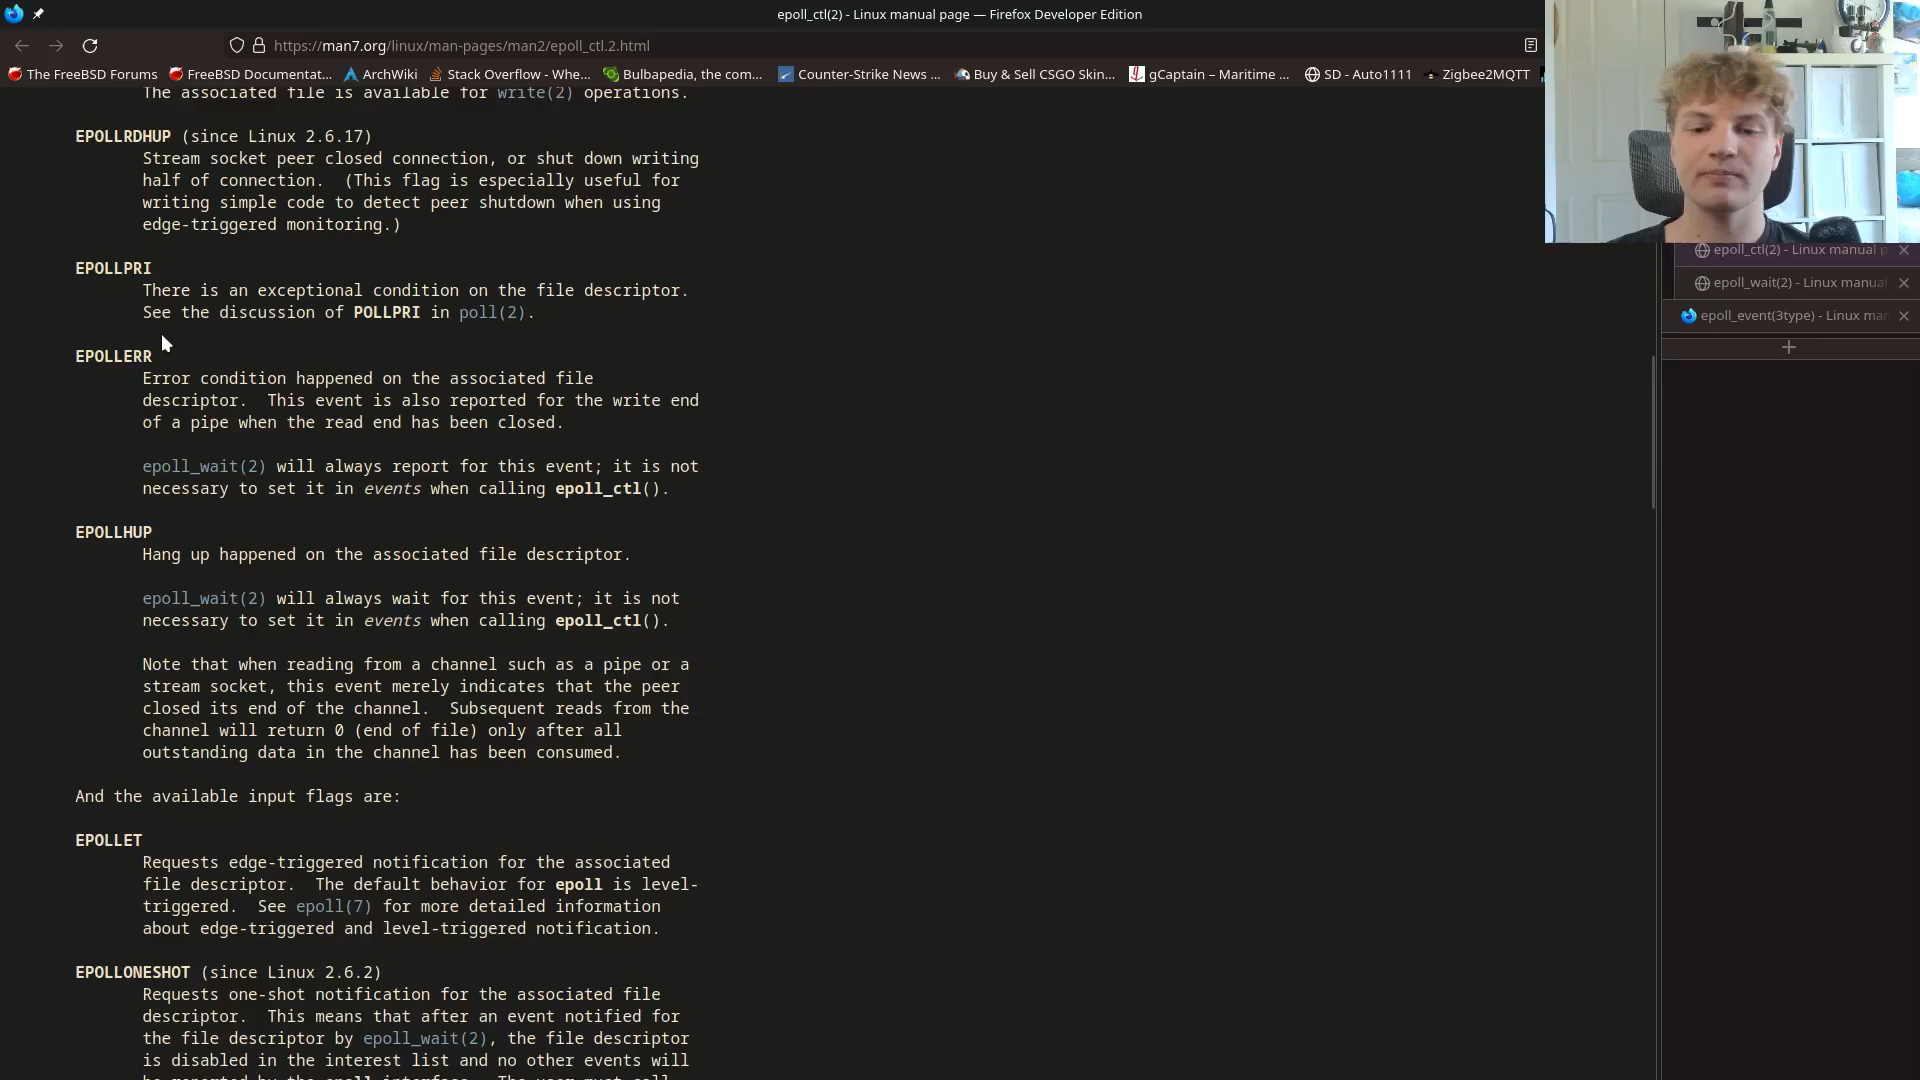 epoll_ctl(2) - Linux manual page — Firefox Developer Edition
https://man7.org/linux/man-pages/man2/epoll_ctl.2.html
The FreeBSD Forums
FreeBSD Documentat...
ArchWiki
Stack Overflow - Whe...
Bulbapedia, the com...
Counter-Strike News ...
Buy & Sell CSGO Skin...
gCaptain – Maritime ...
SD - Auto1111
Zigbee2MQTT
The associated file is available for write(2) operations.
EPOLLRDHUP (since Linux 2.6.17)
Stream socket peer closed connection, or shut down writing
half of connection.  (This flag is especially useful for
writing simple code to detect peer shutdown when using
edge-triggered monitoring.)
EPOLLPRI
There is an exceptional condition on the file descriptor.
See the discussion of POLLPRI in poll(2).
EPOLLERR
Error condition happened on the associated file
descriptor.  This event is also reported for the write end
of a pipe when the read end has been closed.
epoll_wait(2) will always report for this event; it is not
necessary to set it in events when calling epoll_ctl().
EPOLLHUP
Hang up happened on the associated file descriptor.
epoll_wait(2) will always wait for this event; it is not
necessary to set it in events when calling epoll_ctl().
Note that when reading from a channel such as a pipe or a
stream socket, this event merely indicates that the peer
closed its end of the channel.  Subsequent reads from the
channel will return 0 (end of file) only after all
outstanding data in the channel has been consumed.
And the available input flags are:
EPOLLET
Requests edge-triggered notification for the associated
file descriptor.  The default behavior for epoll is level-
triggered.  See epoll(7) for more detailed information
about edge-triggered and level-triggered notification.
EPOLLONESHOT (since Linux 2.6.2)
Requests one-shot notification for the associated file
descriptor.  This means that after an event notified for
the file descriptor by epoll_wait(2), the file descriptor
is disabled in the interest list and no other events will
epoll_ctl(2) - Linux manual p
epoll_wait(2) - Linux manual
epoll_event(3type) - Linux man